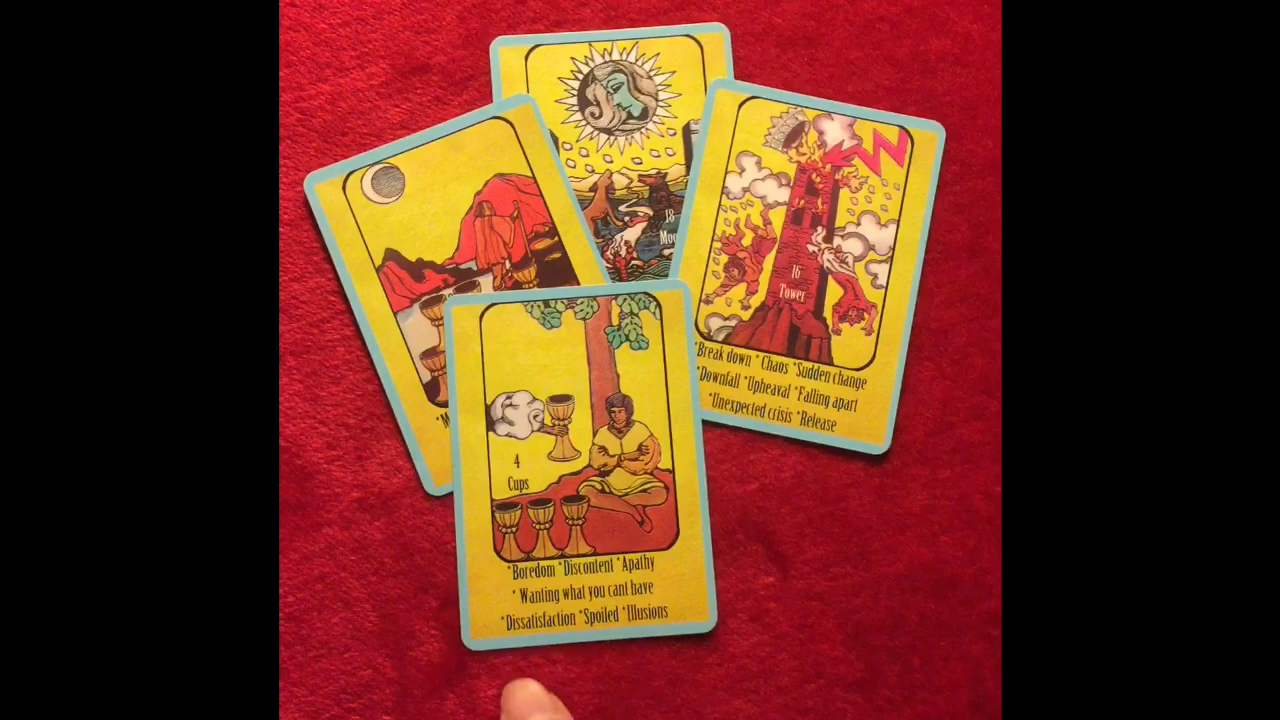 18
16
Tower
*Break down *Chaos *Sudden change
*Downfall *Upheaval *Falling apart
*Unexpected crisis *Release
4
Cups
*Boredom *Discontent *Apathy
* Wanting what you cant have
*Dissatisfaction *Spoiled *Illusions